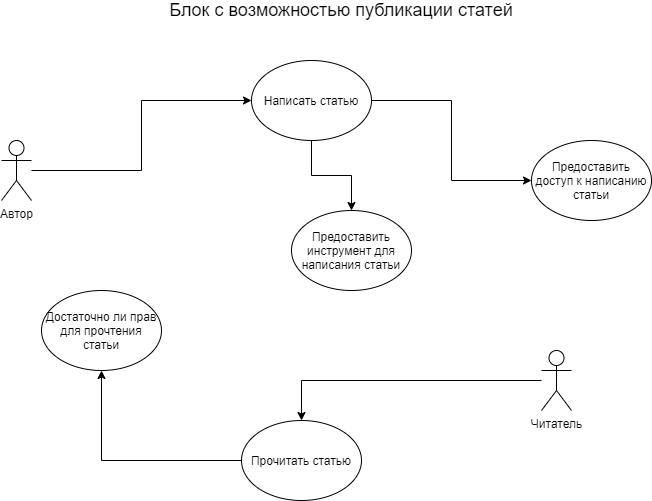 Блок с возможностью публикации статей
Написать статью
Предоставить
доступ к написанию
статьи
Автор
Предоставить
инструмент для
написания статьи
Достаточно ли прав
для прочтения
статьи
Читатель
Прочитать статью